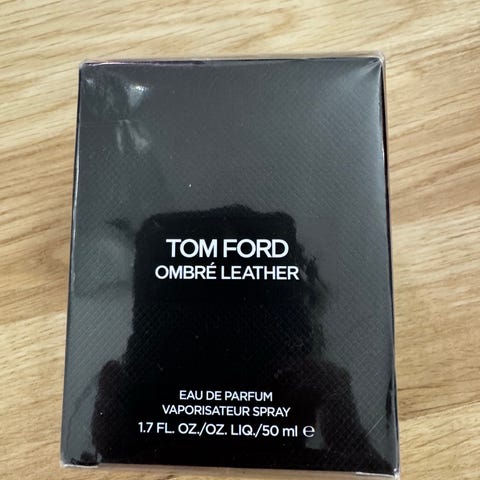 TOM FORD
OMBRÉ LEATHER
EAU DE PARFUM
VAPORISATEUR SPRAY
1.7 FL. OZ./OZ. LIQ./50 ml ℮